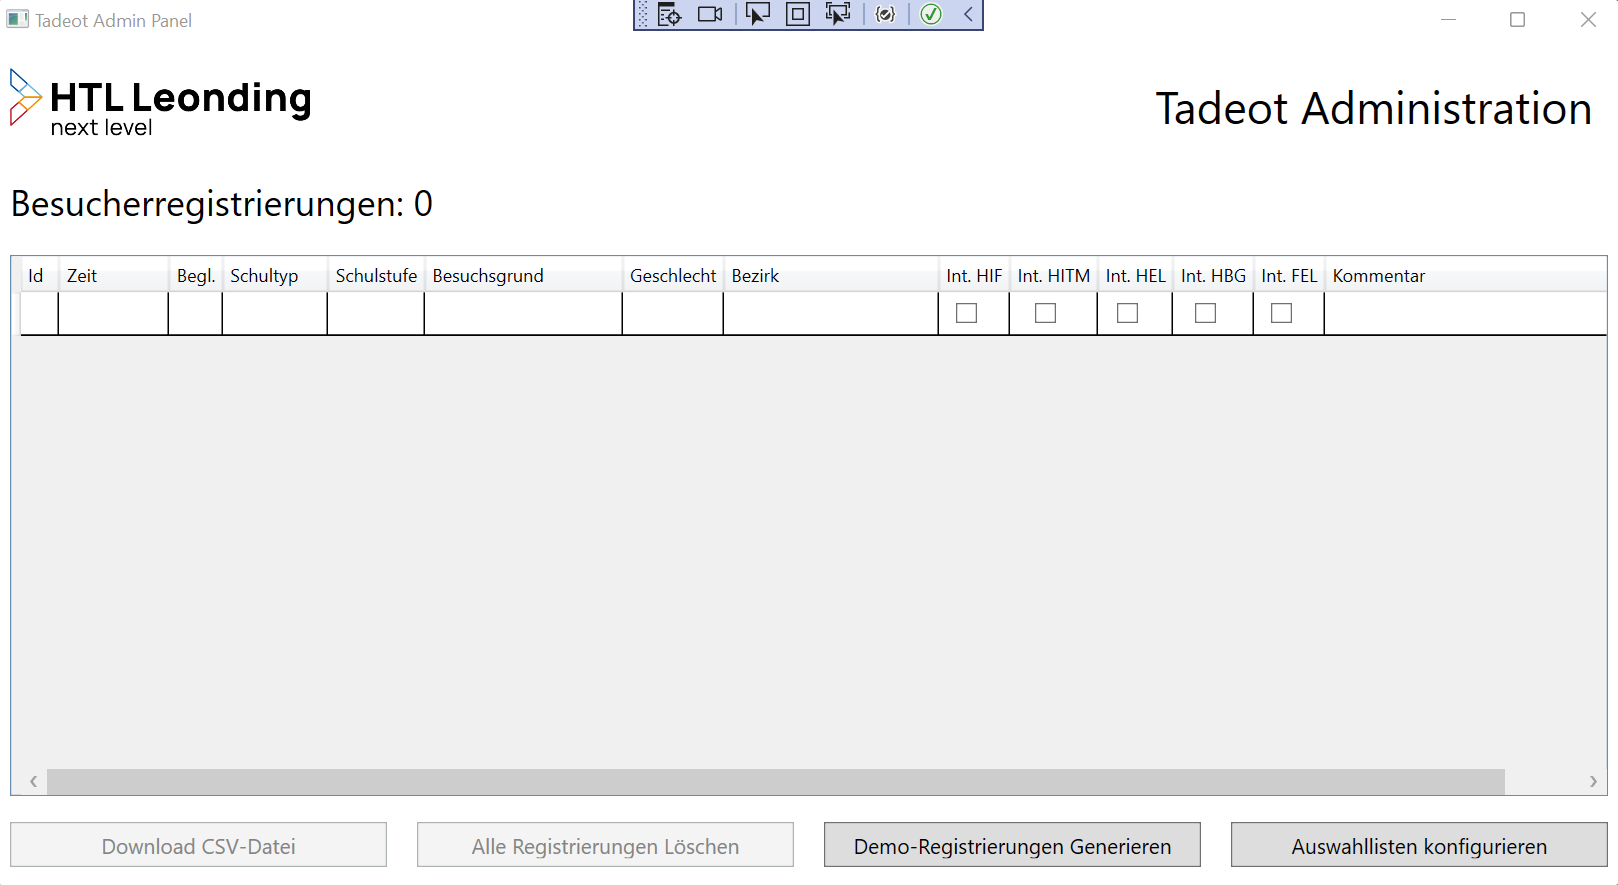 Tadeot Admin Panel
HTL Leonding
next level
Tadeot Administration
Besucherregistrierungen: 0
Id Zeit Begl. Schultyp Schulstufe Besuchsgrund Geschlecht Bezirk Int. HIF Int. HITM Int. HEL Int. HBG Int. FEL Kommentar
Download CSV-Datei Alle Registrierungen Löschen Demo-Registrierungen Generieren Auswahllisten konfigurieren